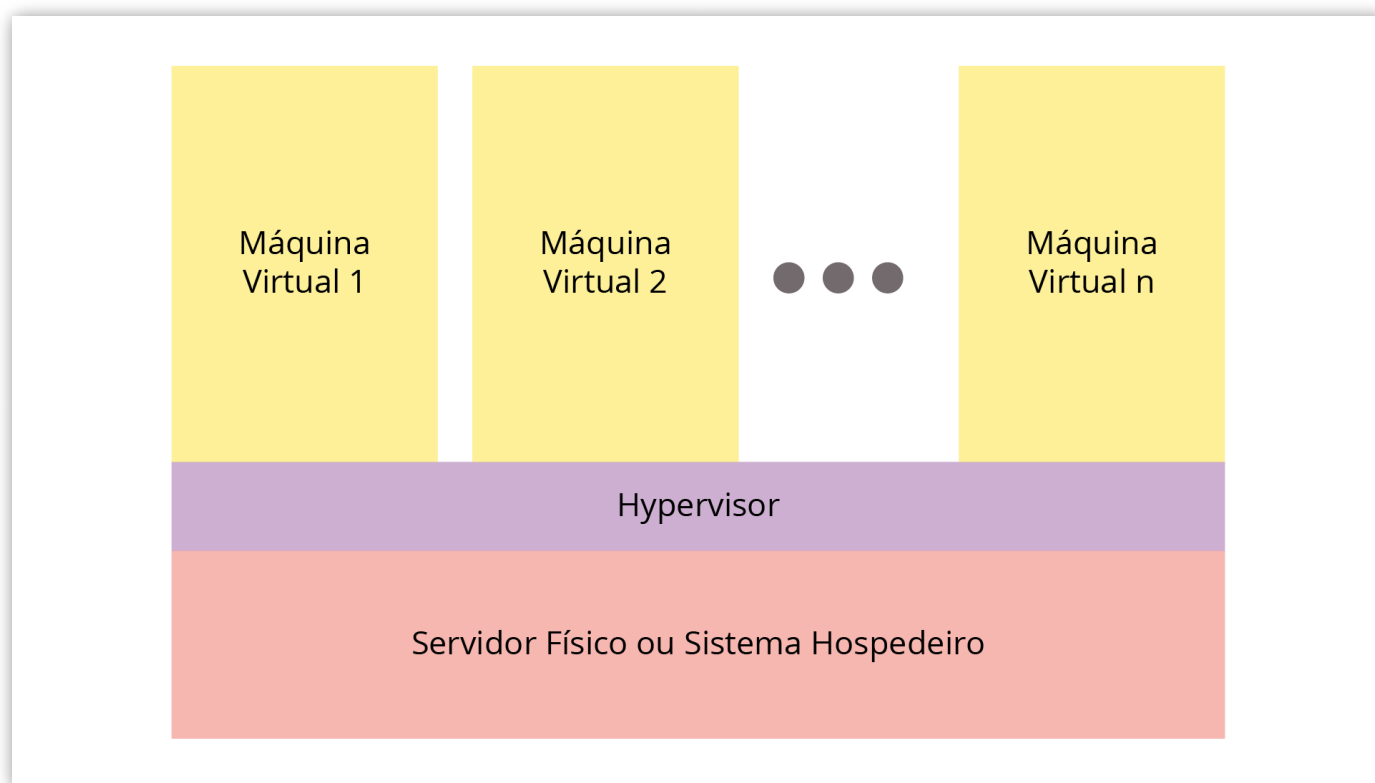 Máquina
Virtual 1
Máquina
Virtual 2
Máquina
Virtual n
Hypervisor
Servidor Físico ou Sistema Hospedeiro